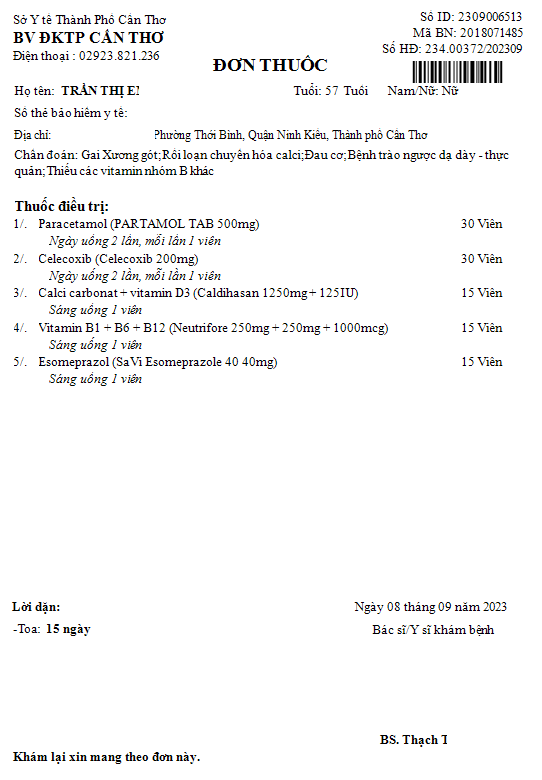 Sở Y tế Thành Phố Cần Thơ
BV ĐKTP CẦN THƠ
Điện thoại : 02923.821.236
Số ID: 2309006513
Mã BN: 2018071485
Số HĐ: 234.00372/202309
ĐƠN THUỐC
Họ tên: TRẦN THỊ
Tuổi: 57 Tuổi Nam/Nữ: Nữ
Số thẻ bảo hiểm y tế:
Địa chỉ: Phường Thới Bình, Quận Ninh Kiều, Thành phố Cần Thơ
Chẩn đoán: Gai Xương gót;Rối loạn chuyển hóa calci;Đau cơ;Bệnh trào ngược dạ dày - thực
quản;Thiếu các vitamin nhóm B khác
Thuốc điều trị:
1/. Paracetamol (PARTAMOL TAB 500mg) 30 Viên
Ngày uống 2 lần, mỗi lần 1 viên
2/. Celecoxib (Celecoxib 200mg) 30 Viên
Ngày uống 2 lần, mỗi lần 1 viên
3/. Calci carbonat + vitamin D3 (Caldihasan 1250mg + 125IU) 15 Viên
Sáng uống 1 viên
4/. Vitamin B1 + B6 + B12 (Neutrifore 250mg + 250mg + 1000mcg) 15 Viên
Sáng uống 1 viên
5/. Esomeprazol (SaVi Esomeprazole 40 40mg) 15 Viên
Sáng uống 1 viên
Lời dặn:
Ngày 08 tháng 09 năm 2023
-Toa: 15 ngày
Bác sĩ/Y sĩ khám bệnh
BS. Thạch
Khám lại xin mang theo đơn này.